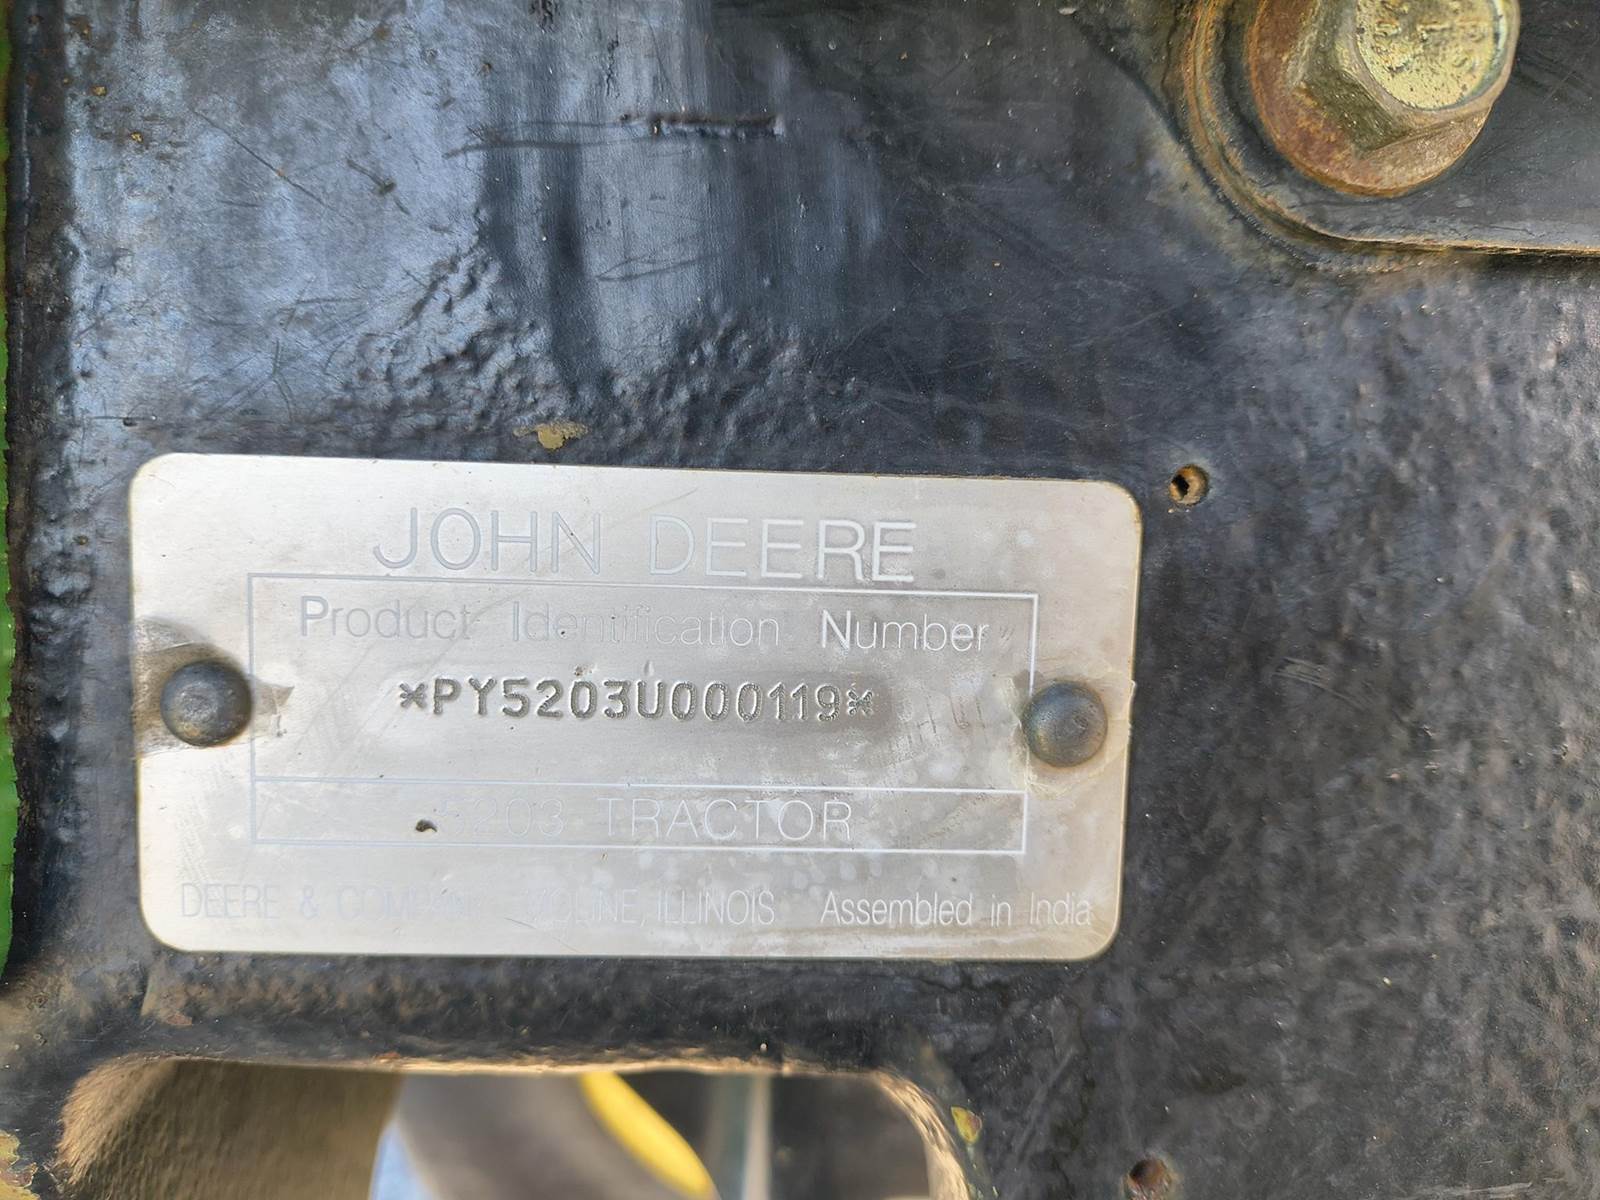 JOHN DEERE
Product Identification Number
*PY5203U000119*
5203 TRACTOR
DEERE & COMPANY MOLINE, ILLINOIS Assembled in India